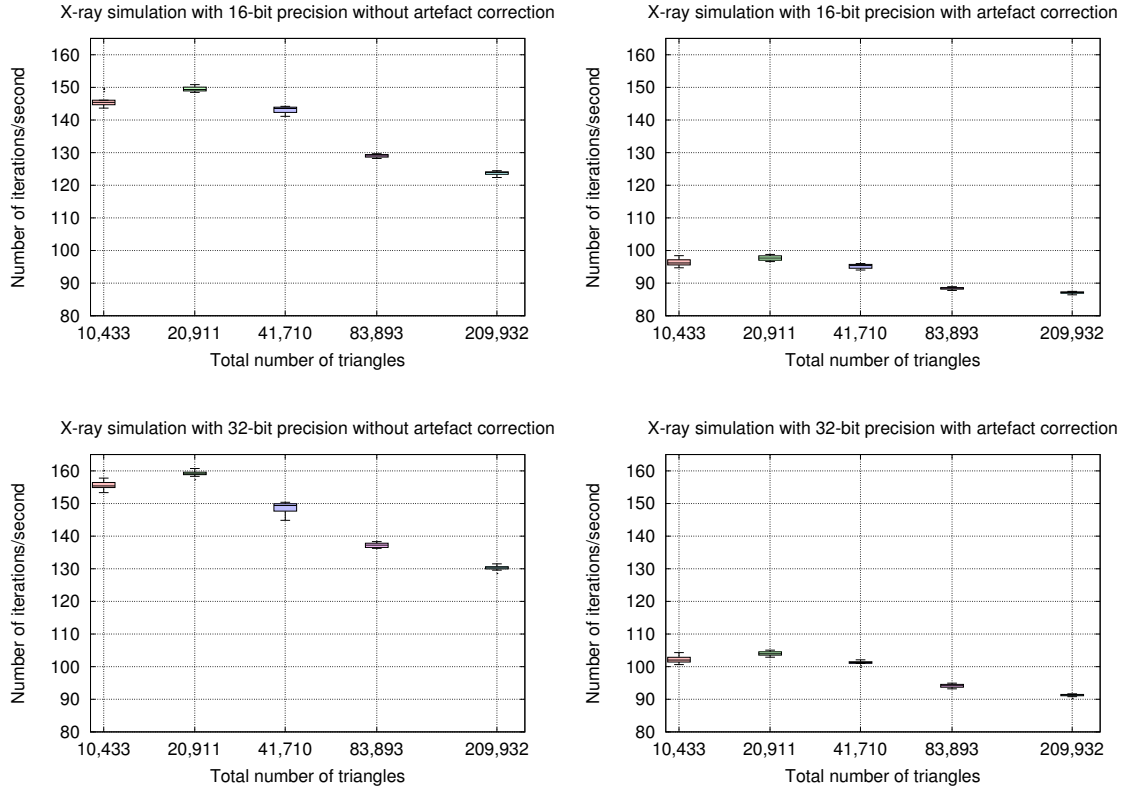 X-ray simulation with 16-bit precision without artefact correction
Number of iterations/second
160
150
140
130
120
110
100
90
80
10,433 20,911 41,710 83,893 209,932
Total number of triangles
X-ray simulation with 16-bit precision with artefact correction
Number of iterations/second
160
150
140
130
120
110
100
90
80
10,433 20,911 41,710 83,893 209,932
Total number of triangles
X-ray simulation with 32-bit precision without artefact correction
Number of iterations/second
160
150
140
130
120
110
100
90
80
10,433 20,911 41,710 83,893 209,932
Total number of triangles
X-ray simulation with 32-bit precision with artefact correction
Number of iterations/second
160
150
140
130
120
110
100
90
80
10,433 20,911 41,710 83,893 209,932
Total number of triangles